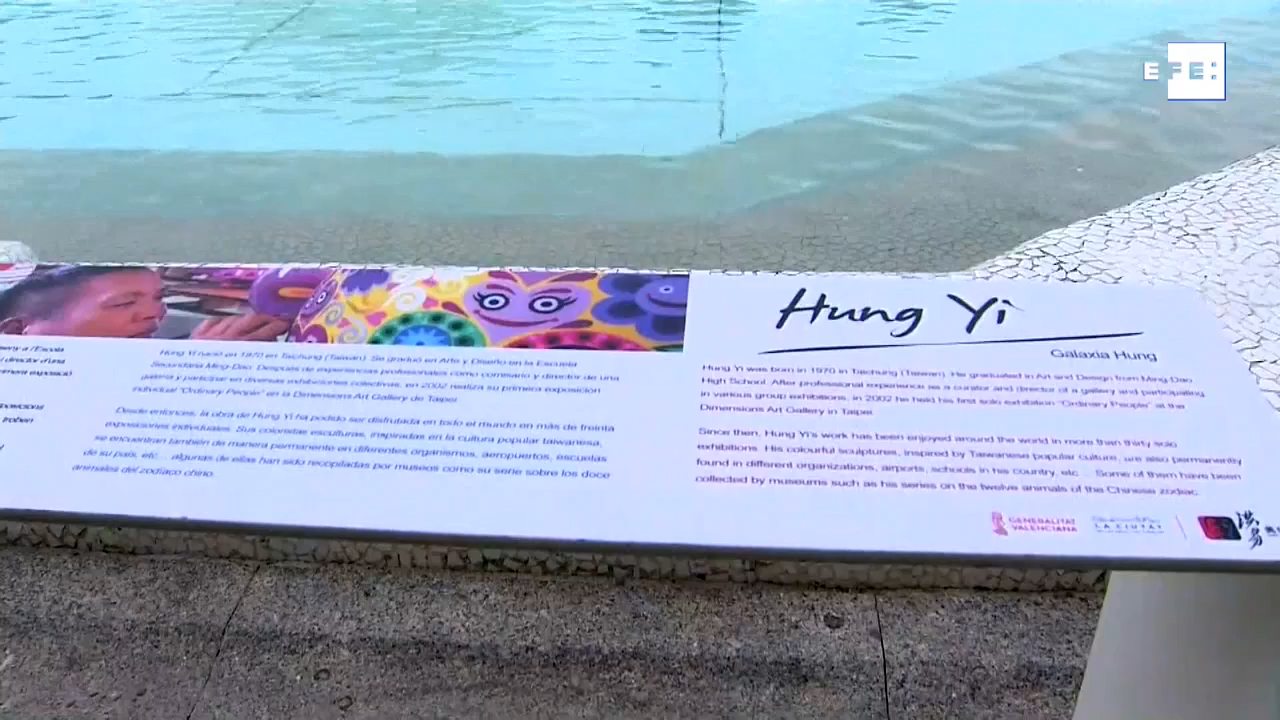 EFE:
seny a l'Escola
i director d'una
rimera exposició
posicions
troben
Hung Yi nació en 1970 en Taichung (Taiwan). Se graduó en Arte y Diseño en la Escuela
Secundaria Ming-Dao. Después de experiencias profesionales como comisario y director de una
galería y participar en diversas exhibiciones colectivas, en 2002 realiza su primera exposición
individual "Ordinary People" en la Dimensions Art Gallery de Taipei.
Desde entonces, la obra de Hung Yi ha podido ser disfrutada en todo el mundo en más de treinta
exposiciones individuales. Sus coloristas esculturas, inspiradas en la cultura popular taiwanesa,
se encuentran también de manera permanente en diferentes organismos, aeropuertos, escuelas
de su país, etc... algunas de ellas han sido recopiladas por museos como su serie sobre los doce
animales del zodiaco chino.
Hung Yi
Galaxia Hung
Hung Yi was born in 1970 in Taichung (Taiwan). He graduated in Art and Design from Ming Dao
High School. After professional experience as a curator and director of a gallery and participating
in various group exhibitions, in 2002 he held his first solo exhibition "Ordinary People" at the
Dimensions Art Gallery in Taipei.
Since then, Hung Yi's work has been enjoyed around the world in more than thirty solo
exhibitions. His colourful sculptures, inspired by Taiwanese popular culture, are also permanently
found in different organizations, airports, schools in his country, etc... Some of them have been
collected by museums such as his series on the twelve animals of the Chinese zodiac.
GENERALITAT
VALENCIANA
LA CIUTAT
洪易